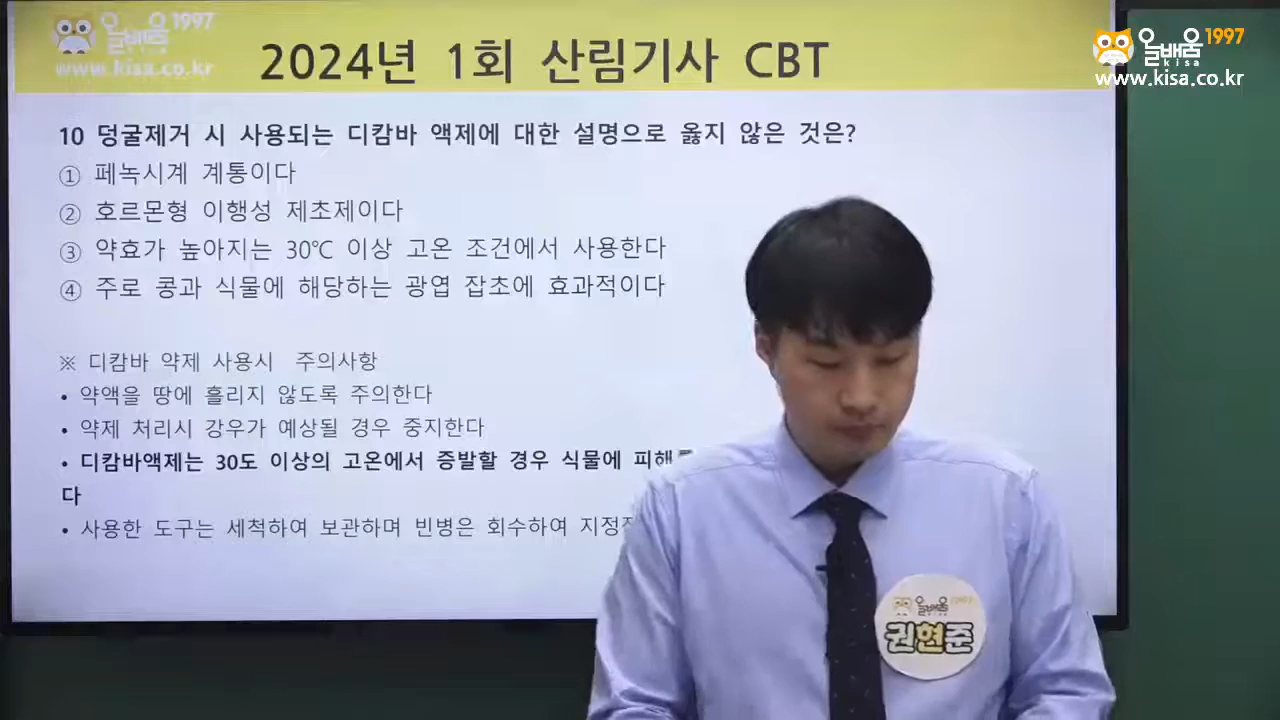 올배움 1997
kisa
www.kisa.co.kr
2024년 1회 산림기사 CBT
올배움 1997
kisa
www.kisa.co.kr
10 덩굴제거 시 사용되는 디캄바 액제에 대한 설명으로 옳지 않은 것은?
① 페녹시계 계통이다
② 호르몬형 이행성 제초제이다
③ 약효가 높아지는 30℃ 이상 고온 조건에서 사용한다
④ 주로 콩과 식물에 해당하는 광엽 잡초에 효과적이다
※ 디캄바 약제 사용시 주의사항
• 약액을 땅에 흘리지 않도록 주의한다
• 약제 처리시 강우가 예상될 경우 중지한다
• 디캄바액제는 30도 이상의 고온에서 증발할 경우 식물에
다
• 사용한 도구는 세척하여 보관하며 빈병은 회수하여
올배움 1997
kisa
권현준